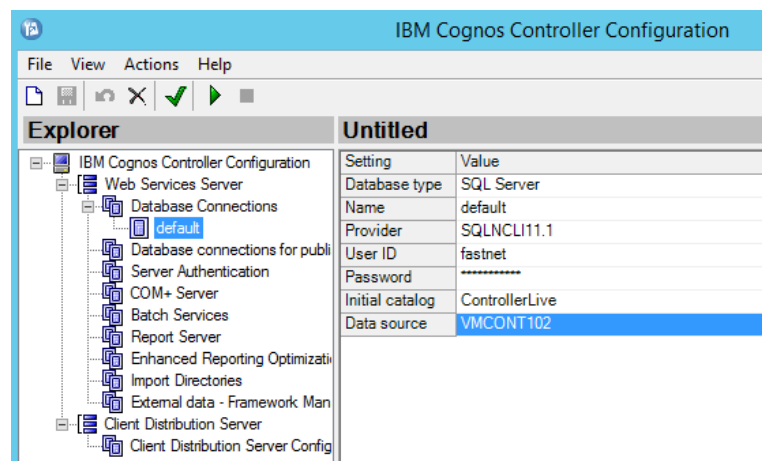 IBM Cognos Controller Configuration
File View Actions Help
Explorer
Untitled
IBM Cognos Controller Configuration
Web Services Server
Database Connections
default
Database connections for publi
Server Authentication
COM+ Server
Batch Services
Report Server
Enhanced Reporting Optimizati
Import Directories
External data - Framework Man
Client Distribution Server
Client Distribution Server Config
Setting Value
Database type SQL Server
Name default
Provider SQLNCLI11.1
User ID fastnet
Password ***********
Initial catalog ControllerLive
Data source VMCONT102